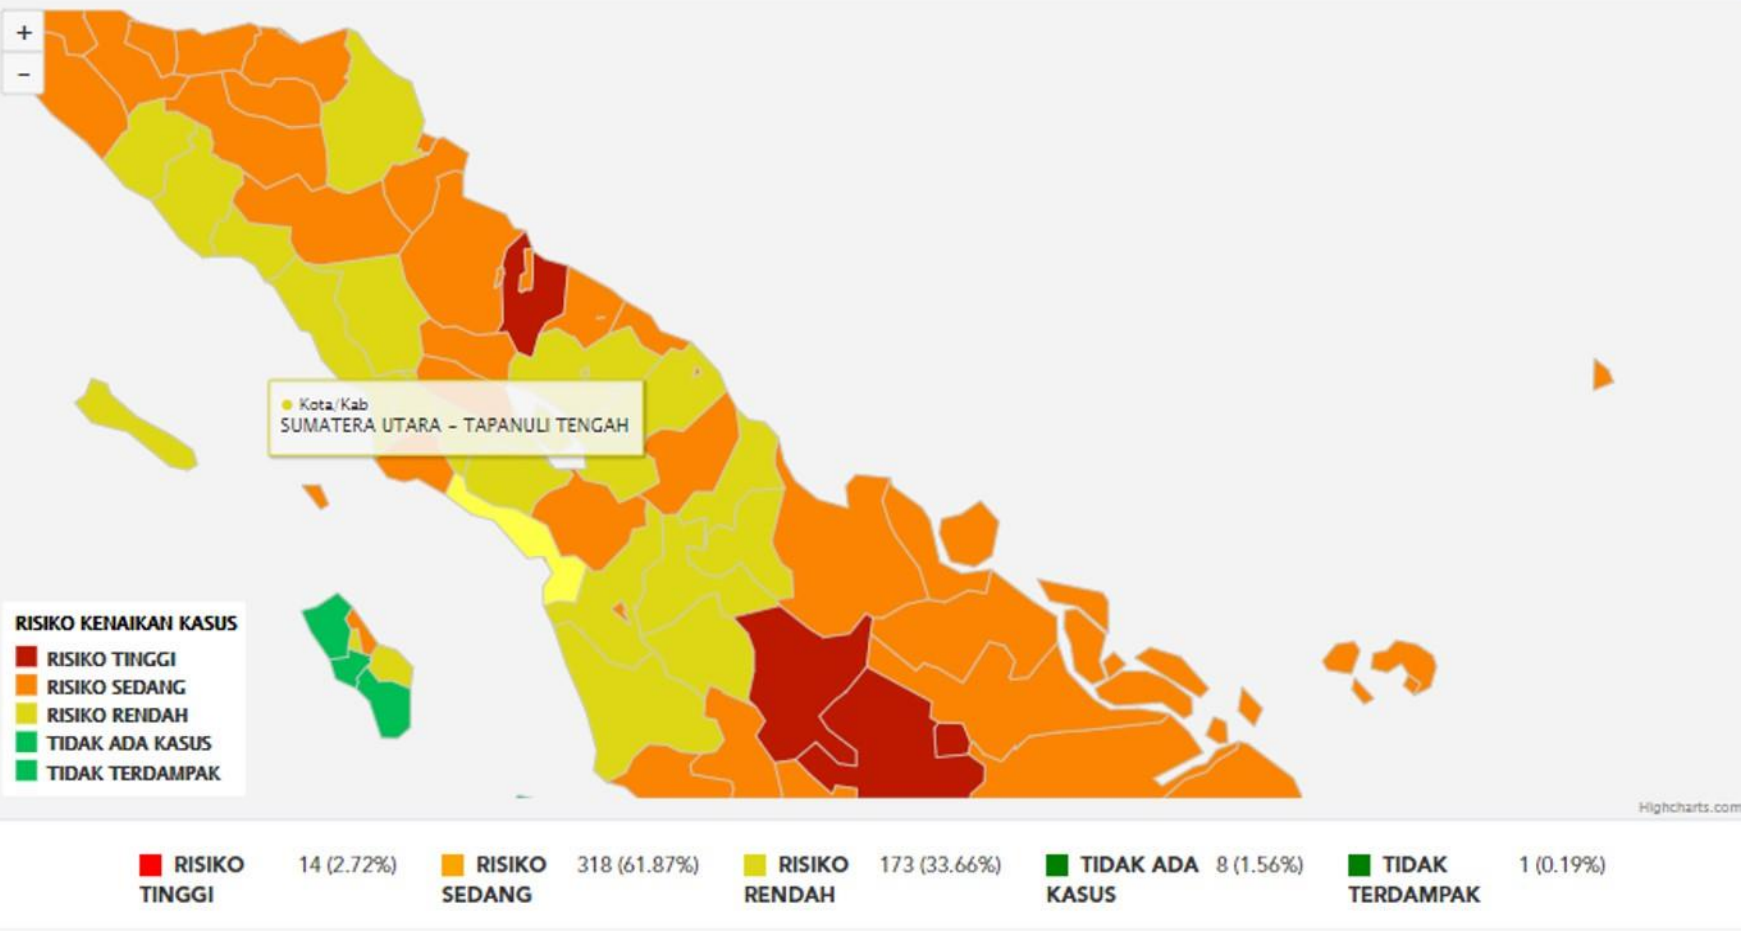 +
−
● Kota/Kab
SUMATERA UTARA – TAPANULI TENGAH
RISIKO KENAIKAN KASUS
RISIKO TINGGI
RISIKO SEDANG
RISIKO RENDAH
TIDAK ADA KASUS
TIDAK TERDAMPAK
Highcharts.com
RISIKO TINGGI 14 (2.72%)
RISIKO SEDANG 318 (61.87%)
RISIKO RENDAH 173 (33.66%)
TIDAK ADA KASUS 8 (1.56%)
TIDAK TERDAMPAK 1 (0.19%)